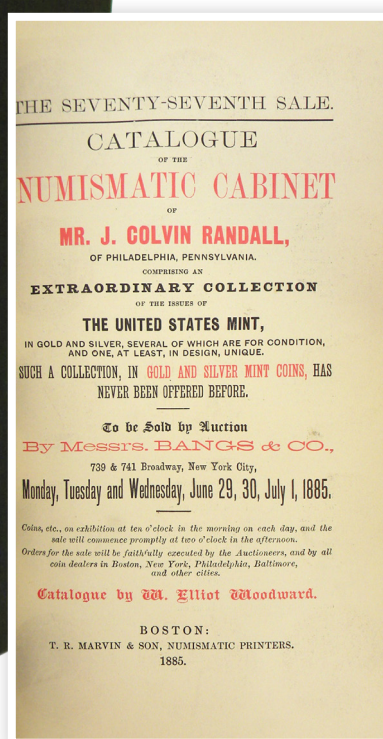 THE SEVENTY-SEVENTH SALE.
CATALOGUE
OF THE
NUMISMATIC CABINET
OF
MR. J. COLVIN RANDALL,
OF PHILADELPHIA, PENNSYLVANIA.
COMPRISING AN
EXTRAORDINARY COLLECTION
OF THE ISSUES OF
THE UNITED STATES MINT,
IN GOLD AND SILVER, SEVERAL OF WHICH ARE FOR CONDITION,
AND ONE, AT LEAST, IN DESIGN, UNIQUE.
SUCH A COLLECTION, IN GOLD AND SILVER MINT COINS, HAS
NEVER BEEN OFFERED BEFORE.
To be Sold by Auction
By Messrs. BANGS & CO.,
739 & 741 Broadway, New York City,
Monday, Tuesday and Wednesday, June 29, 30, July 1, 1885.
Coins, etc., on exhibition at ten o'clock in the morning on each day, and the
sale will commence promptly at two o'clock in the afternoon.
Orders for the sale will be faithfully executed by the Auctioneers, and by all
coin dealers in Boston, New York, Philadelphia, Baltimore,
and other cities.
Catalogue by W. Elliot Woodward.
BOSTON:
T. R. MARVIN & SON, NUMISMATIC PRINTERS.
1885.